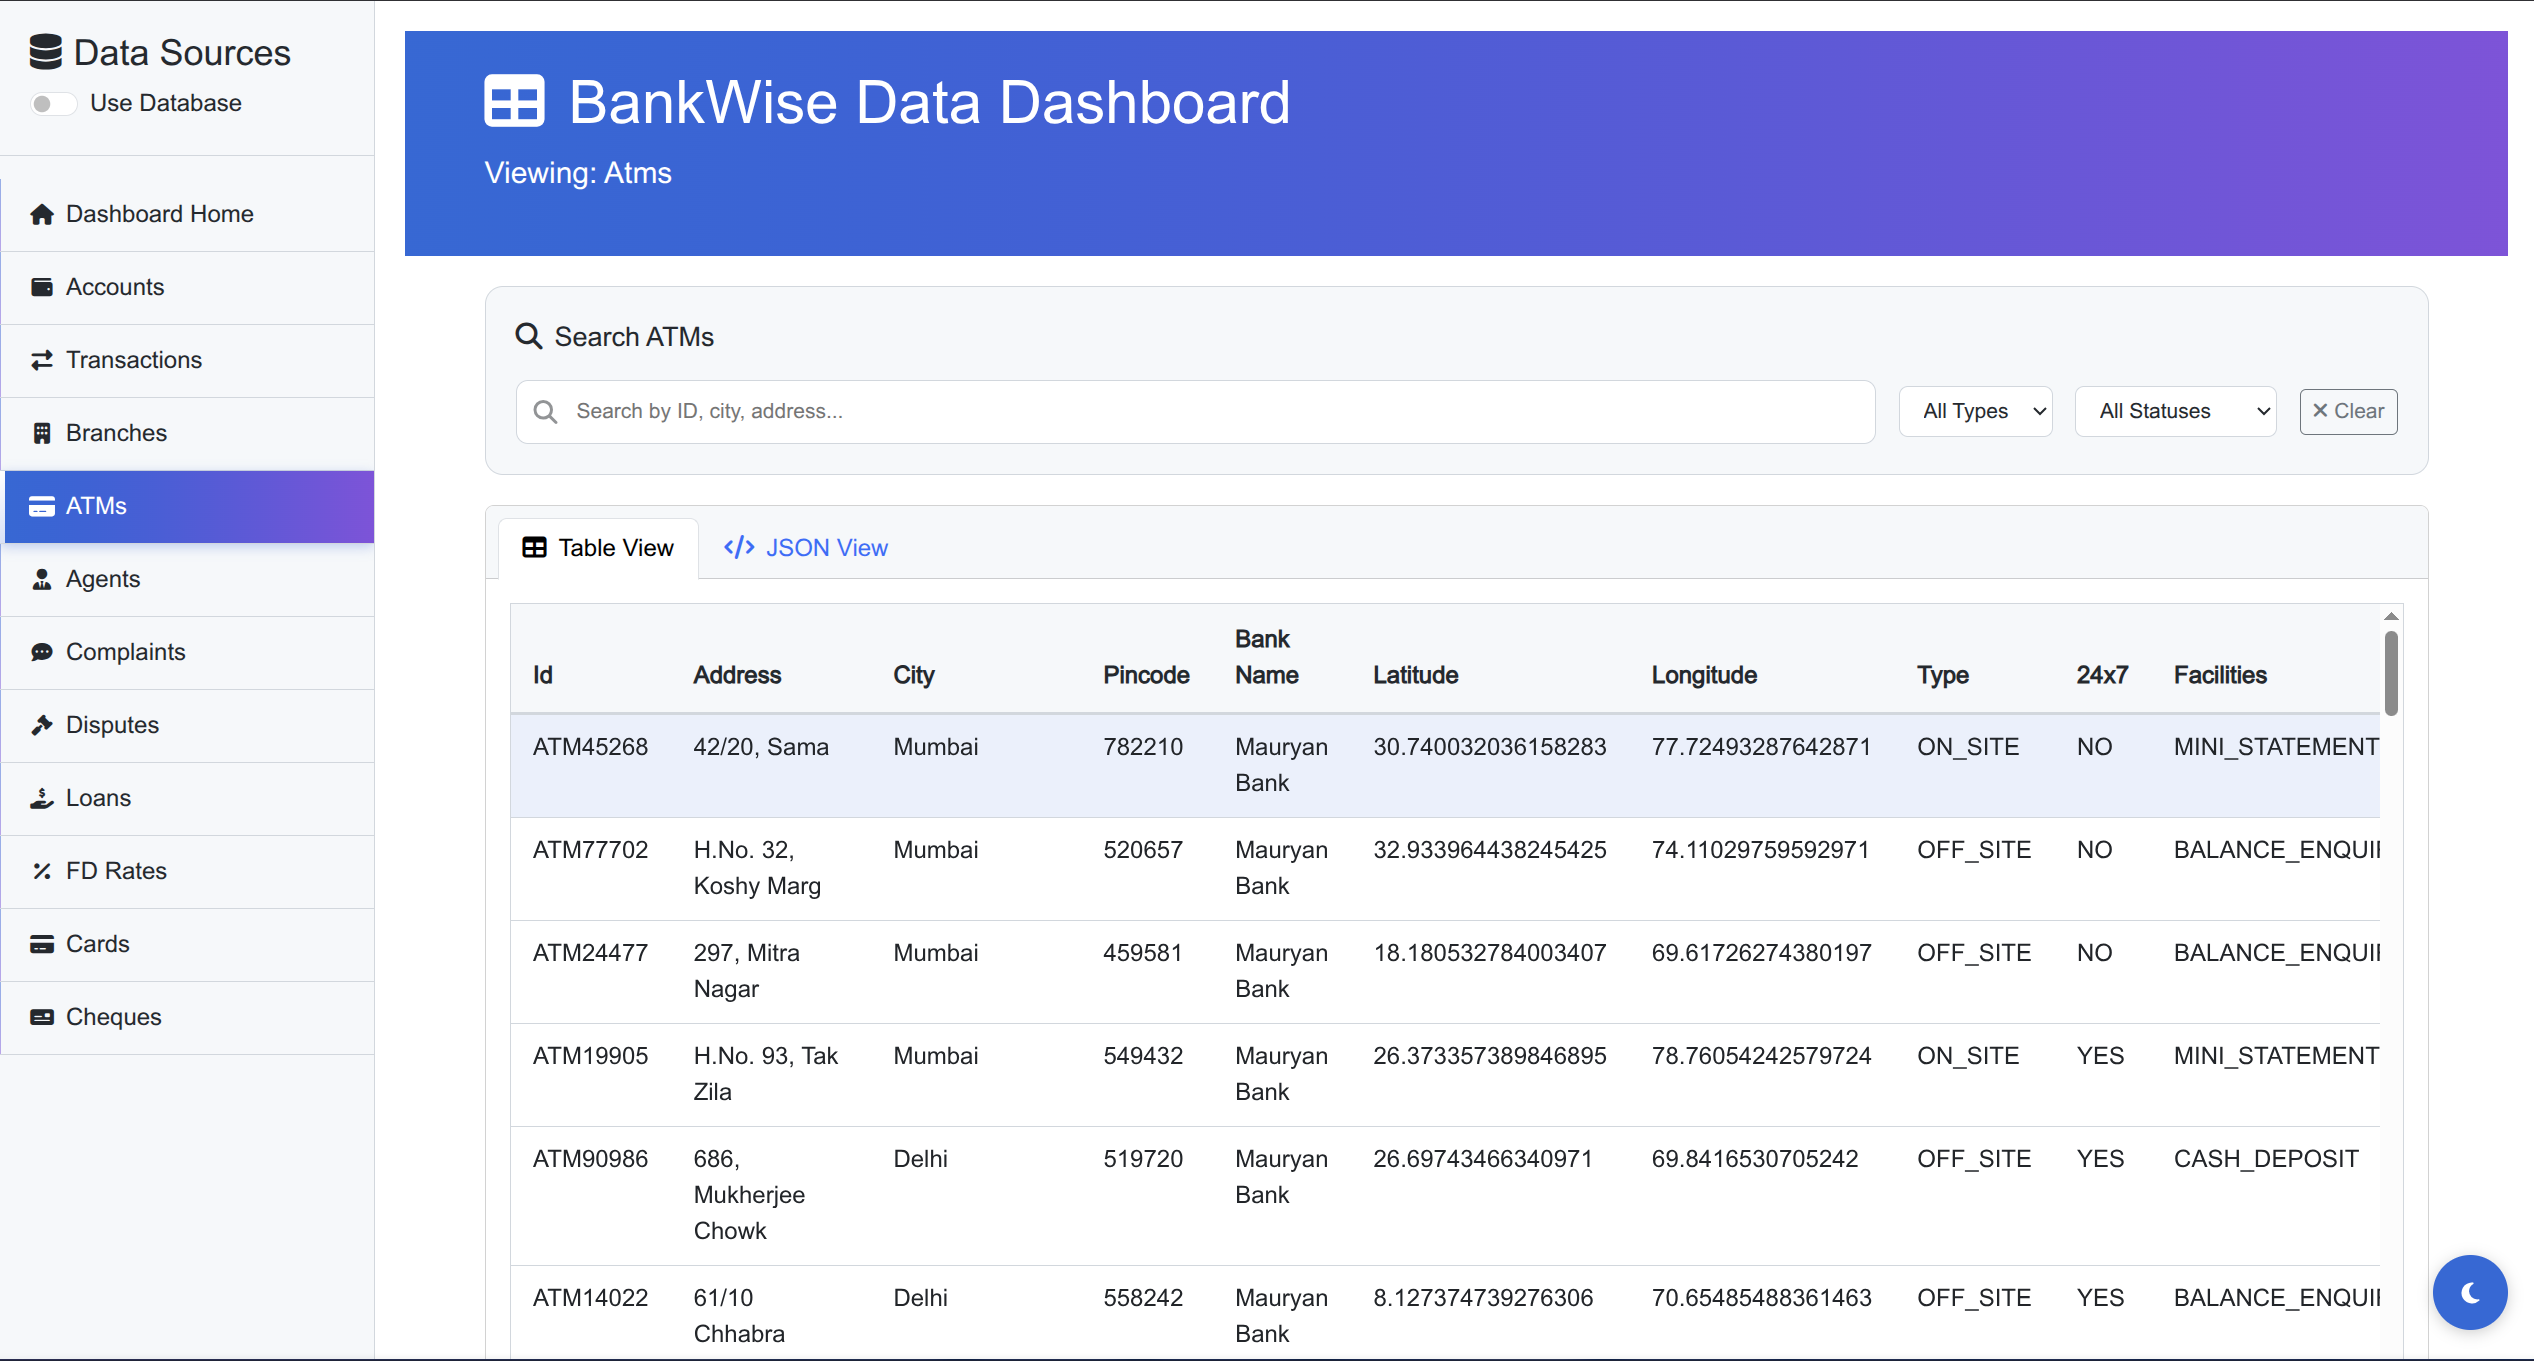 Data Sources
Use Database
Dashboard Home
Accounts
Transactions
Branches
ATMs
Agents
Complaints
Disputes
Loans
FD Rates
Cards
Cheques
BankWise Data Dashboard
Viewing: Atms
Search ATMs
Search by ID, city, address...
All Types
All Statuses
Clear
Table View
</> JSON View
Id Address City Pincode Bank Name Latitude Longitude Type 24x7 Facilities
ATM45268 42/20, Sama Mumbai 782210 Mauryan Bank 30.740032036158283 77.72493287642871 ON_SITE NO MINI_STATEMENT
ATM77702 H.No. 32, Koshy Marg Mumbai 520657 Mauryan Bank 32.933964438245425 74.11029759592971 OFF_SITE NO BALANCE_ENQUI
ATM24477 297, Mitra Nagar Mumbai 459581 Mauryan Bank 18.180532784003407 69.61726274380197 OFF_SITE NO BALANCE_ENQUI
ATM19905 H.No. 93, Tak Zila Mumbai 549432 Mauryan Bank 26.373357389846895 78.76054242579724 ON_SITE YES MINI_STATEMENT
ATM90986 686, Mukherjee Chowk Delhi 519720 Mauryan Bank 26.69743466340971 69.8416530705242 OFF_SITE YES CASH_DEPOSIT
ATM14022 61/10 Chhabra Delhi 558242 Mauryan Bank 8.127374739276306 70.65485488361463 OFF_SITE YES BALANCE_ENQUI